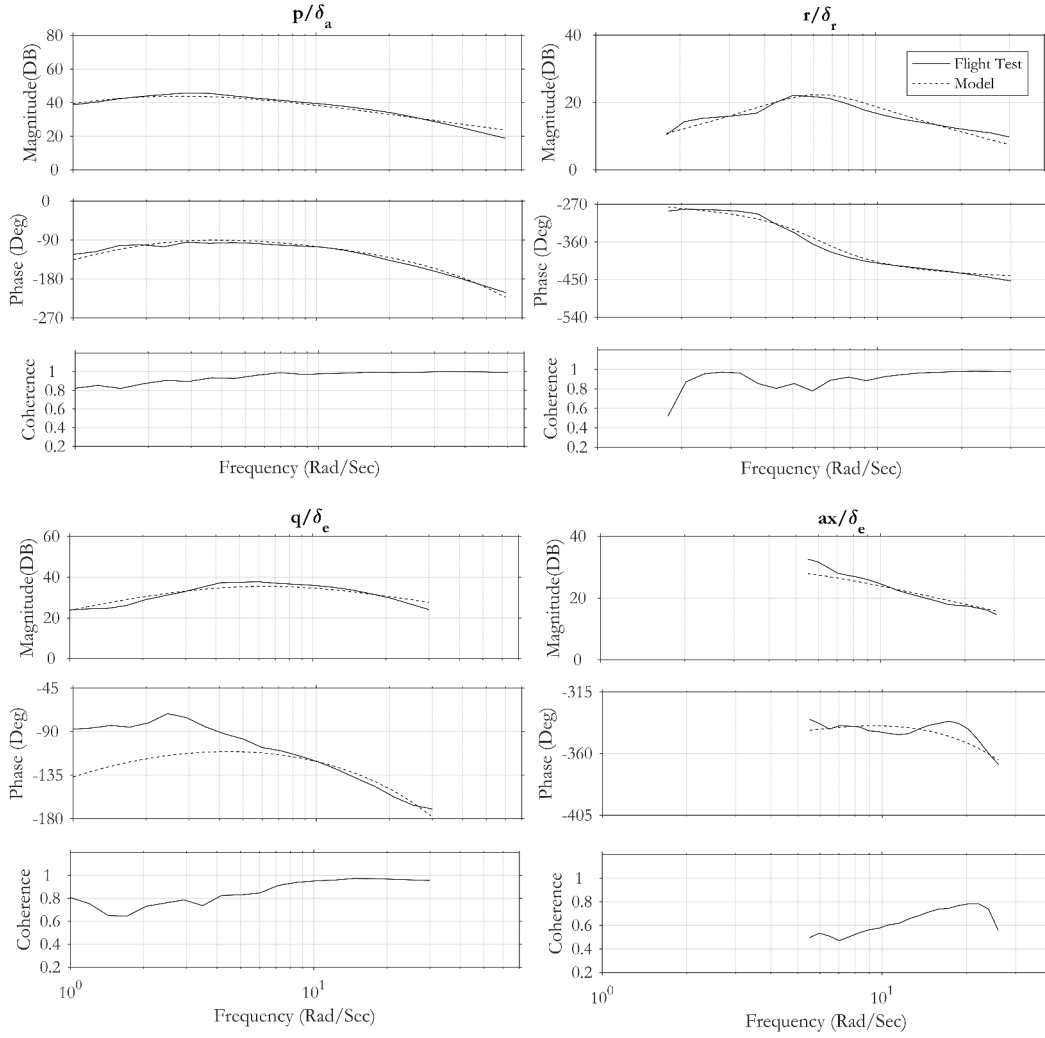 p/δa
Magnitude(DB)
80
60
40
20
0
Phase (Deg)
0
-90
-180
-270
Coherence
1
0.8
0.6
0.4
0.2
Frequency (Rad/Sec)
r/δr
Magnitude(DB)
40
20
0
Flight Test
Model
Phase (Deg)
-270
-360
-450
-540
Coherence
1
0.8
0.6
0.4
0.2
Frequency (Rad/Sec)
q/δe
Magnitude(DB)
60
40
20
0
Phase (Deg)
-45
-90
-135
-180
Coherence
1
0.8
0.6
0.4
0.2
10^0 10^1
Frequency (Rad/Sec)
ax/δe
Magnitude(DB)
40
20
0
Phase (Deg)
-315
-360
-405
Coherence
1
0.8
0.6
0.4
0.2
10^0 10^1
Frequency (Rad/Sec)